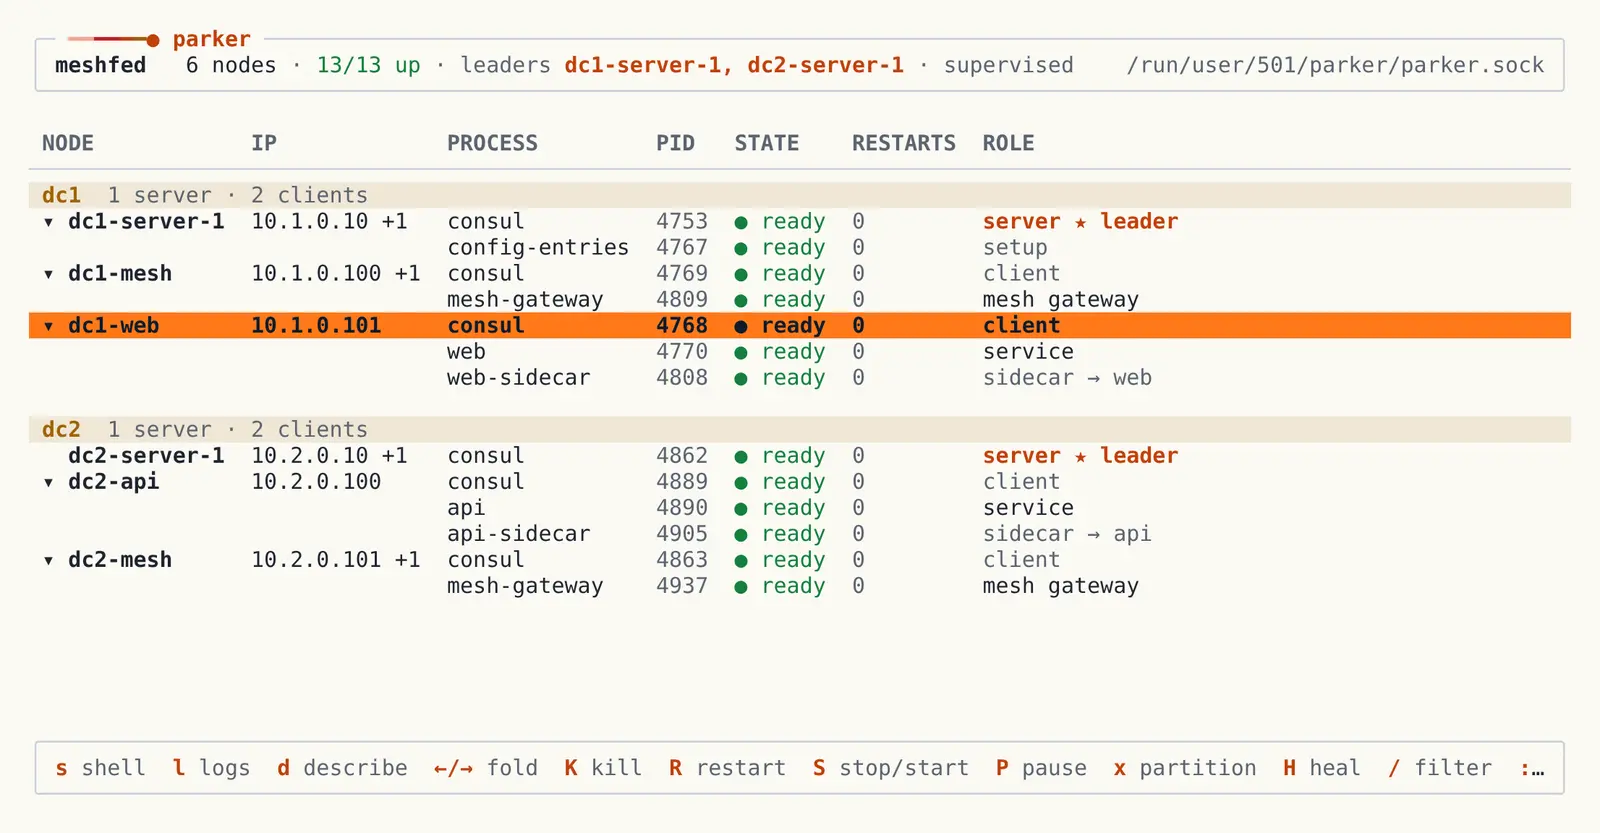 parker
meshfed 6 nodes · 13/13 up · leaders dc1-server-1, dc2-server-1 · supervised /run/user/501/parker/parker.sock
NODE IP PROCESS PID STATE RESTARTS ROLE
dc1 1 server · 2 clients
▾ dc1-server-1 10.1.0.10 +1 consul 4753 ● ready 0 server ★ leader
config-entries 4767 ● ready 0 setup
▾ dc1-mesh 10.1.0.100 +1 consul 4769 ● ready 0 client
mesh-gateway 4809 ● ready 0 mesh gateway
▾ dc1-web 10.1.0.101 consul 4768 ● ready 0 client
web 4770 ● ready 0 service
web-sidecar 4808 ● ready 0 sidecar → web
dc2 1 server · 2 clients
dc2-server-1 10.2.0.10 +1 consul 4862 ● ready 0 server ★ leader
▾ dc2-api 10.2.0.100 consul 4889 ● ready 0 client
api 4890 ● ready 0 service
api-sidecar 4905 ● ready 0 sidecar → api
▾ dc2-mesh 10.2.0.101 +1 consul 4863 ● ready 0 client
mesh-gateway 4937 ● ready 0 mesh gateway
s shell l logs d describe ←/→ fold K kill R restart S stop/start P pause x partition H heal / filter :…